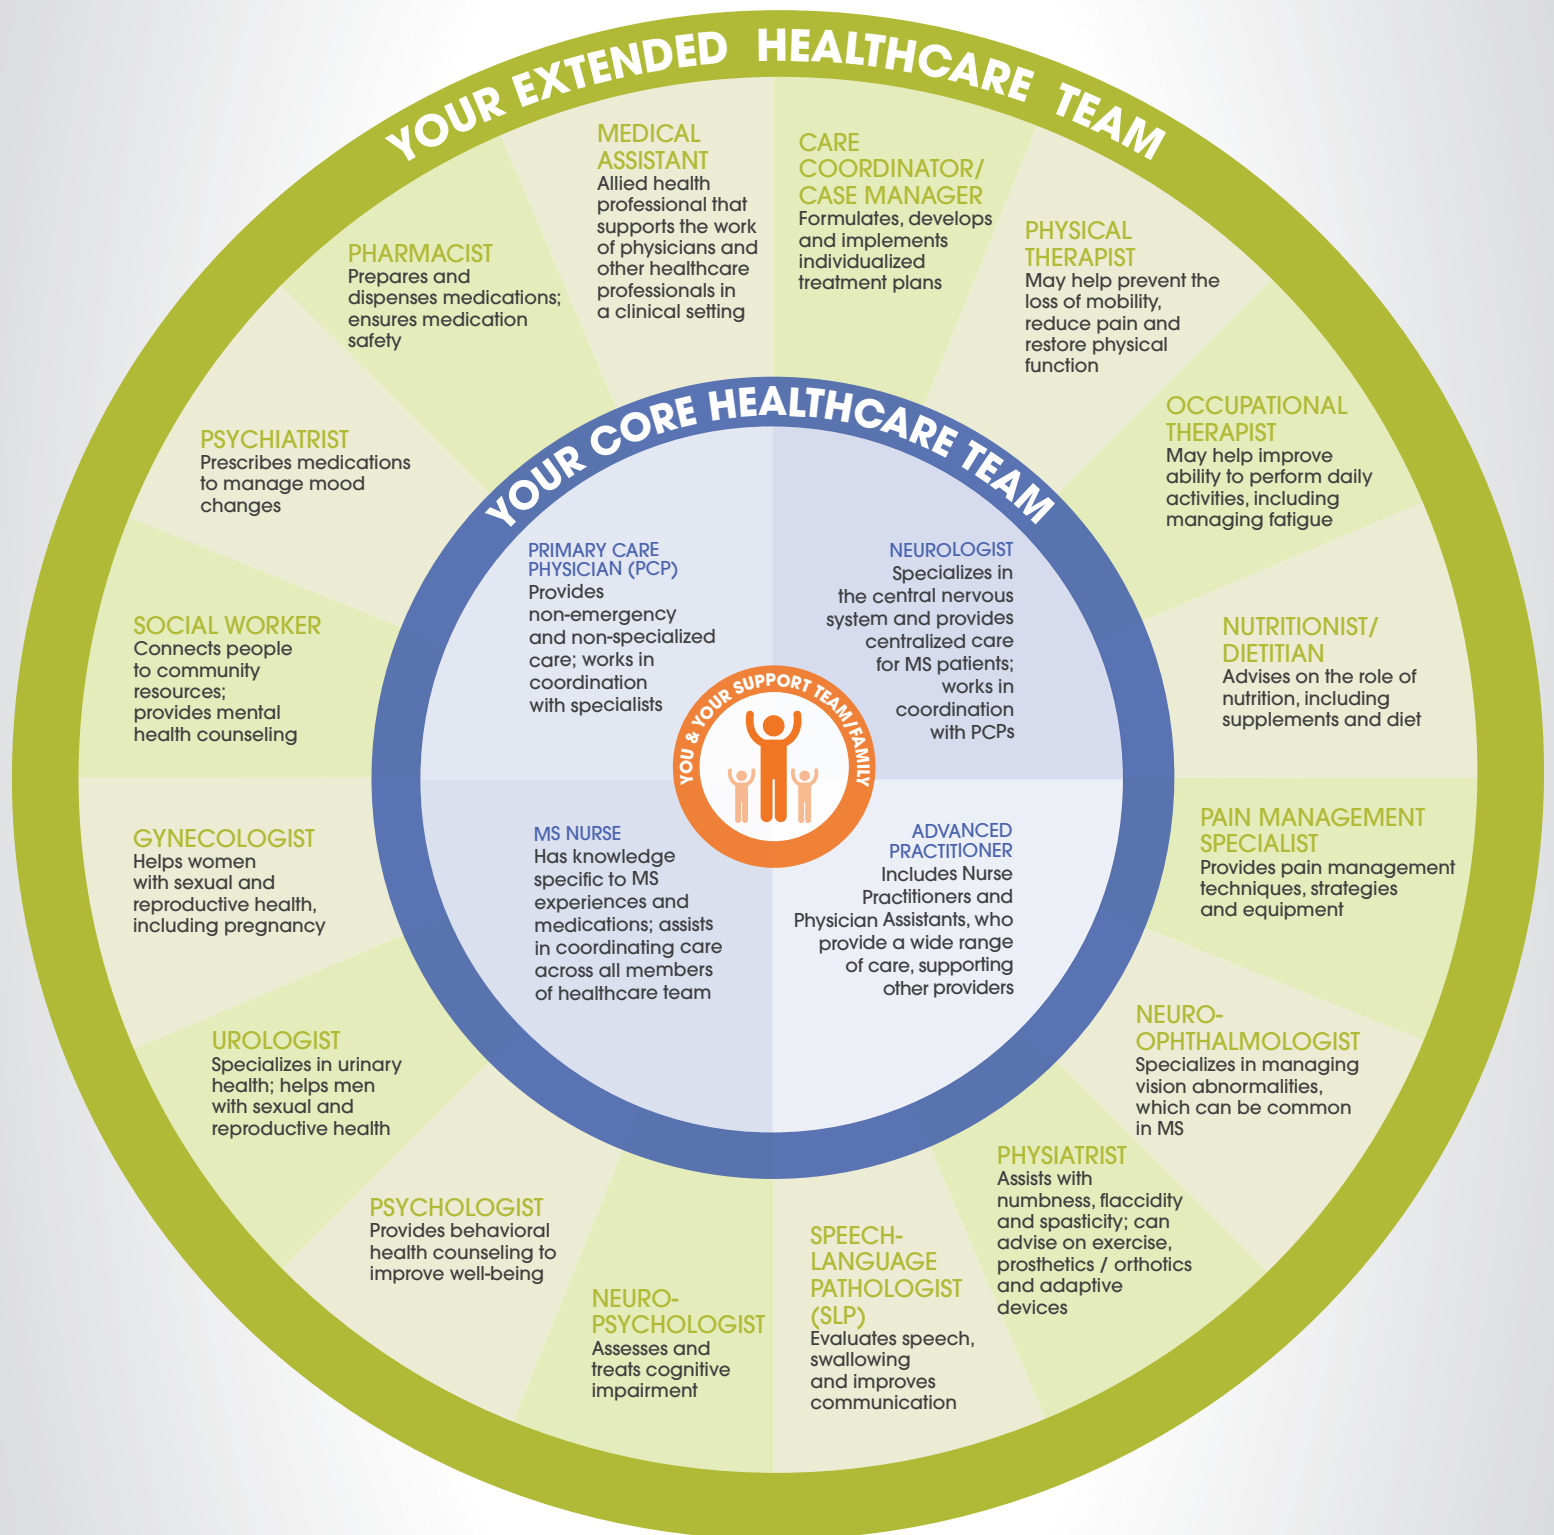 YOUR EXTENDED HEALTHCARE TEAM
MEDICAL
ASSISTANT
Allied health
professional that
supports the work
of physicians and
other healthcare
professionals in
a clinical setting
CARE
COORDINATOR/
CASE MANAGER
Formulates, develops
and implements
individualized
treatment plans
PHYSICAL
THERAPIST
May help prevent the
loss of mobility,
reduce pain and
restore physical
function
OCCUPATIONAL
THERAPIST
May help improve
ability to perform daily
activities, including
managing fatigue
NUTRITIONIST/
DIETITIAN
Advises on the role of
nutrition, including
supplements and diet
PAIN MANAGEMENT
SPECIALIST
Provides pain management
techniques, strategies
and equipment
NEURO-
OPHTHALMOLOGIST
Specializes in managing
vision abnormalities,
which can be common
in MS
PHYSIATRIST
Assists with
numbness, flaccidity
and spasticity; can
advise on exercise,
prosthetics / orthotics
and adaptive
devices
SPEECH-
LANGUAGE
PATHOLOGIST
(SLP)
Evaluates speech,
swallowing
and improves
communication
NEURO-
PSYCHOLOGIST
Assesses and
treats cognitive
impairment
PSYCHOLOGIST
Provides behavioral
health counseling to
improve well-being
UROLOGIST
Specializes in urinary
health; helps men
with sexual and
reproductive health
GYNECOLOGIST
Helps women
with sexual and
reproductive health,
including pregnancy
SOCIAL WORKER
Connects people
to community
resources;
provides mental
health counseling
PSYCHIATRIST
Prescribes medications
to manage mood
changes
PHARMACIST
Prepares and
dispenses medications;
ensures medication
safety
YOUR CORE HEALTHCARE TEAM
PRIMARY CARE
PHYSICIAN (PCP)
Provides
non-emergency
and non-specialized
care; works in
coordination
with specialists
NEUROLOGIST
Specializes in
the central nervous
system and provides
centralized care
for MS patients;
works in
coordination
with PCPs
MS NURSE
Has knowledge
specific to MS
experiences and
medications; assists
in coordinating care
across all members
of healthcare team
ADVANCED
PRACTITIONER
Includes Nurse
Practitioners and
Physician Assistants, who
provide a wide range
of care, supporting
other providers
YOU & YOUR SUPPORT TEAM/FAMILY